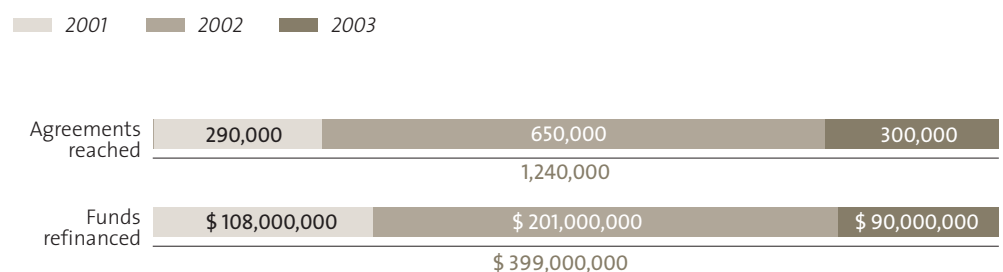 2001 2002 2003
Agreements
reached
290,000 650,000 300,000
1,240,000
Funds
refinanced
$ 108,000,000 $ 201,000,000 $ 90,000,000
$ 399,000,000